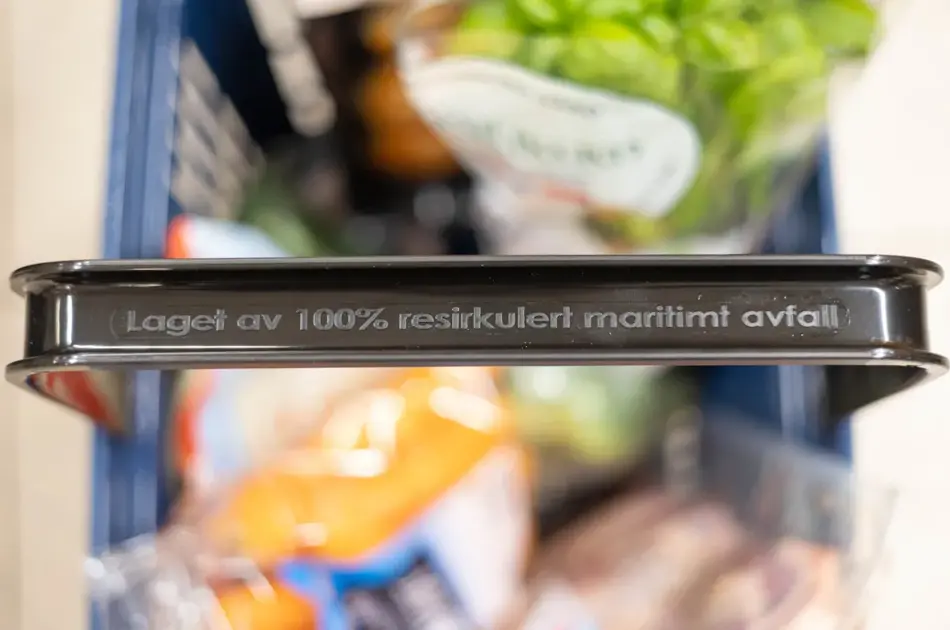 Laget av 100% resirkulert maritimt avfall